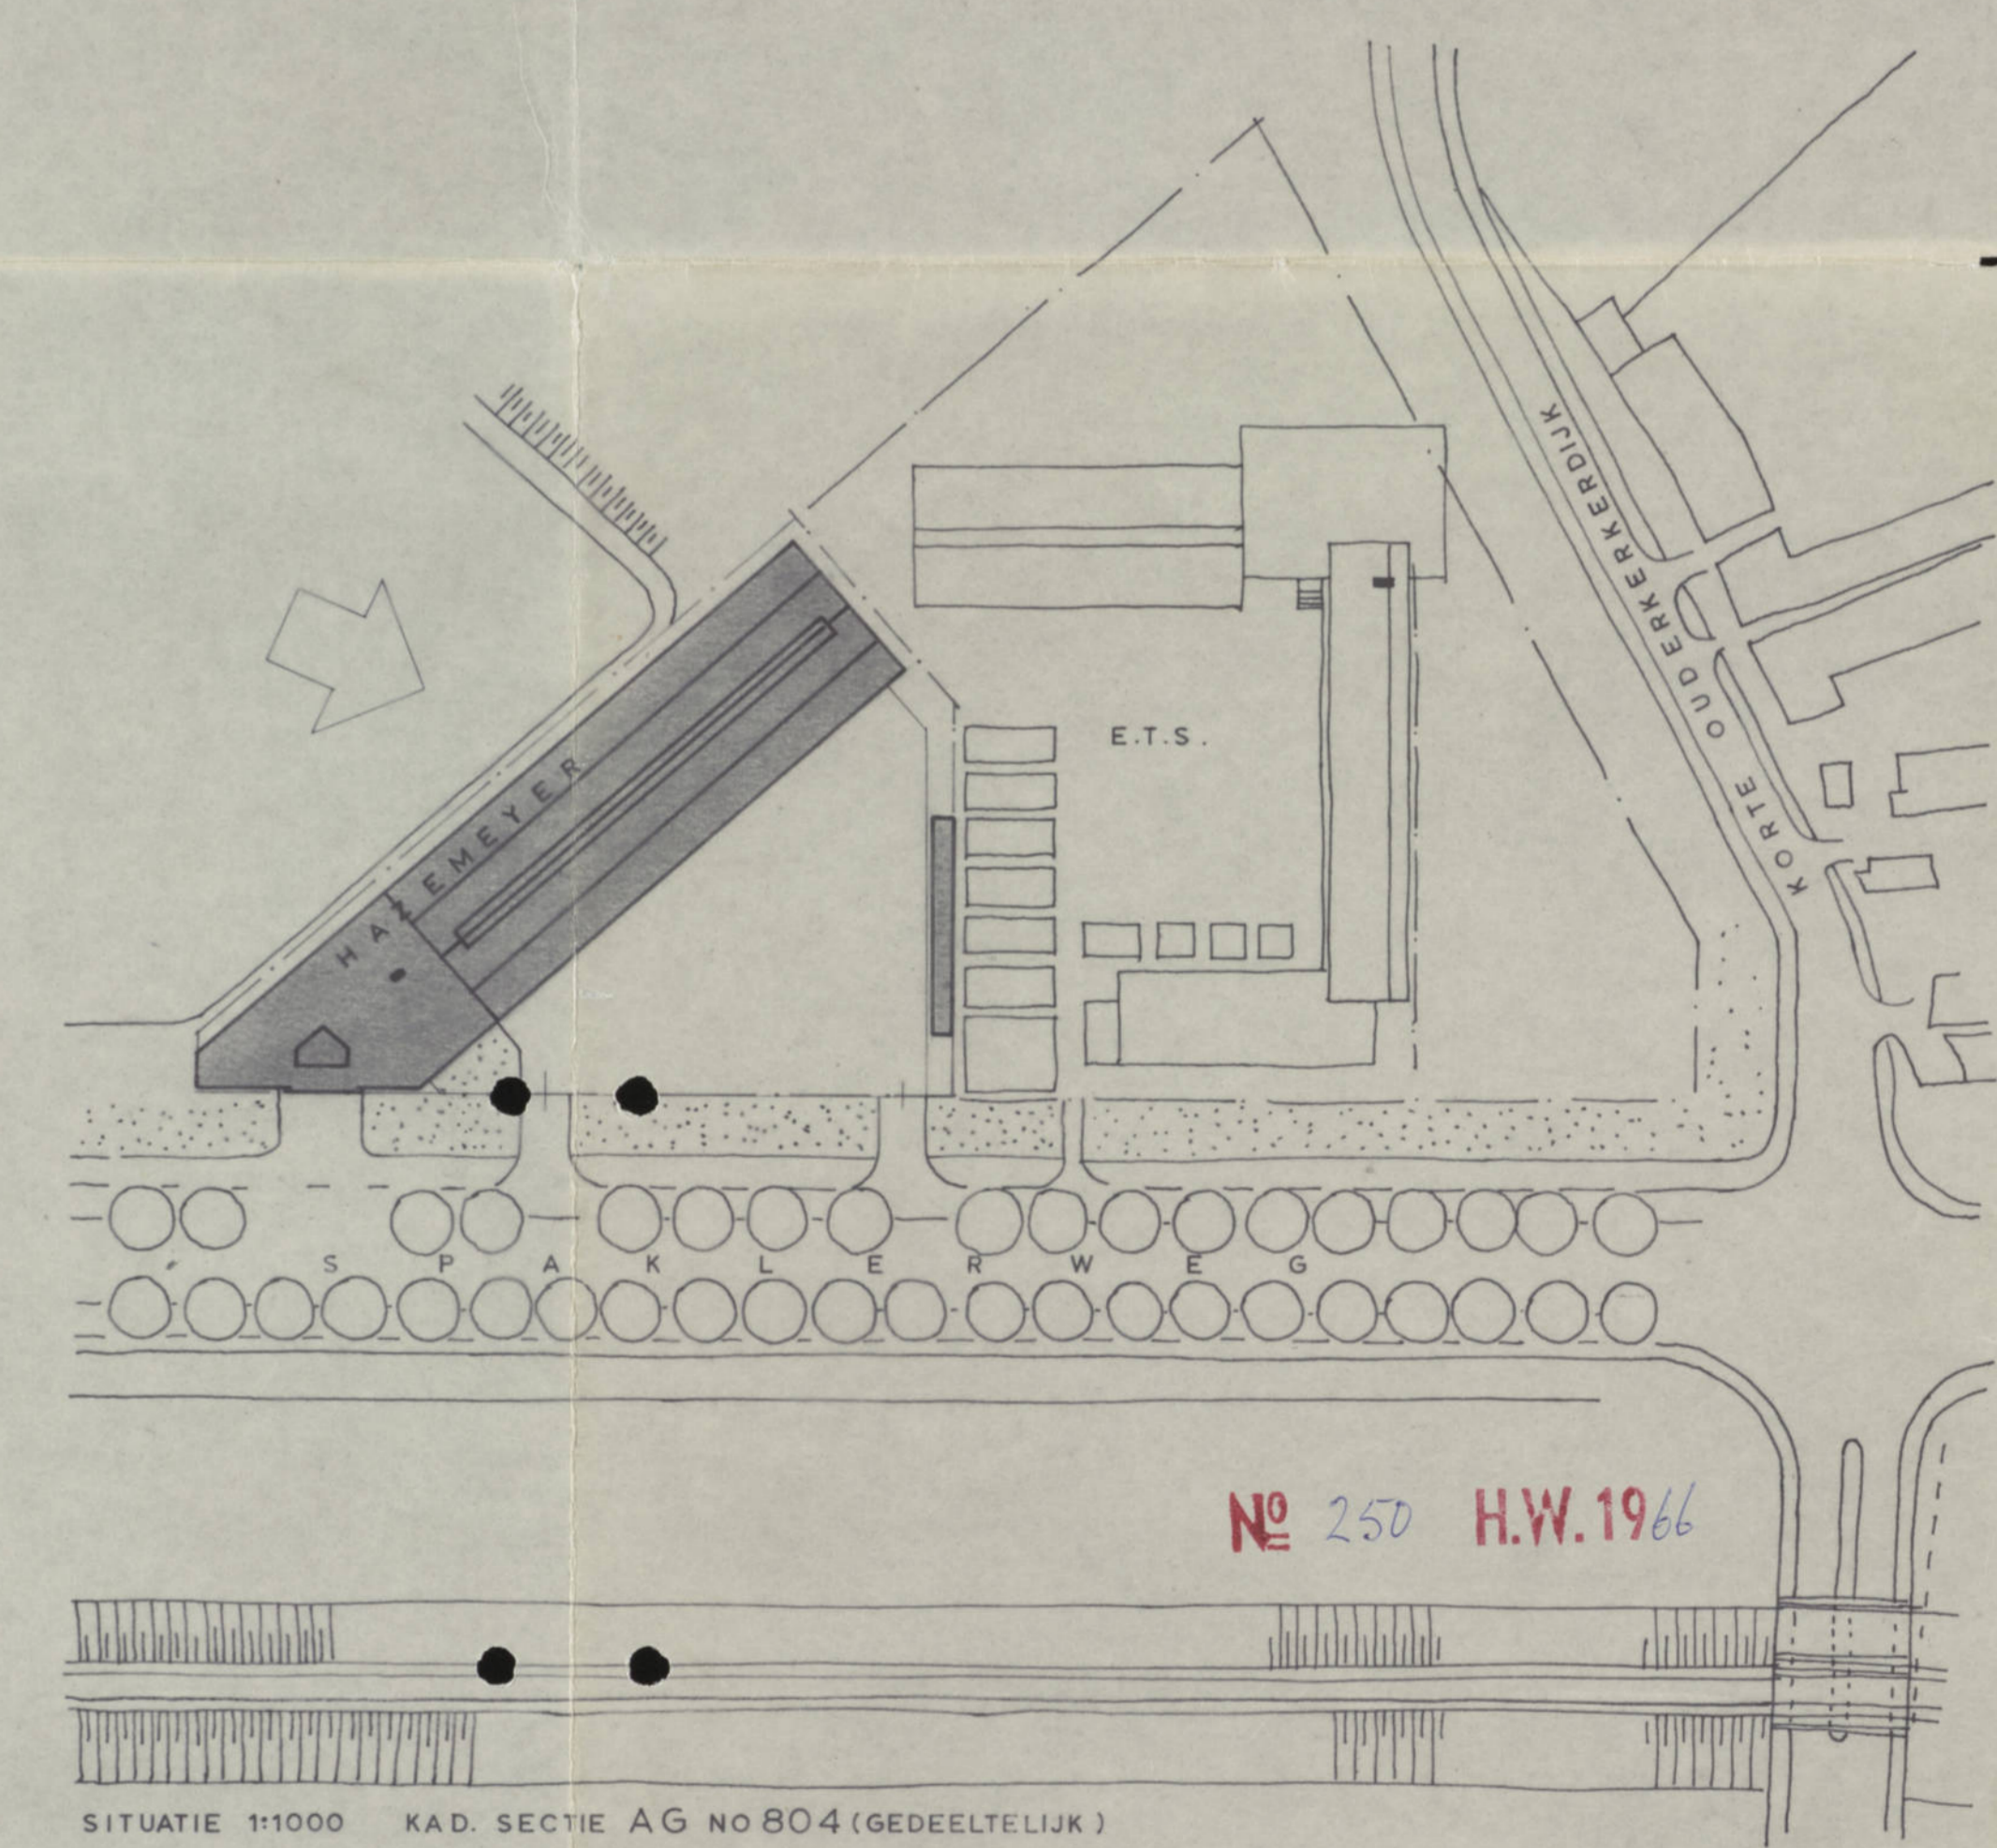 KORTE OUDERKERKERDIJK
E.T.S.
HAZEMEYER
SPAKLERWEG
No 250 H.W. 1966
SITUATIE 1:1000 KAD. SECTIE AG NO 804 (GEDEELTELIJK)